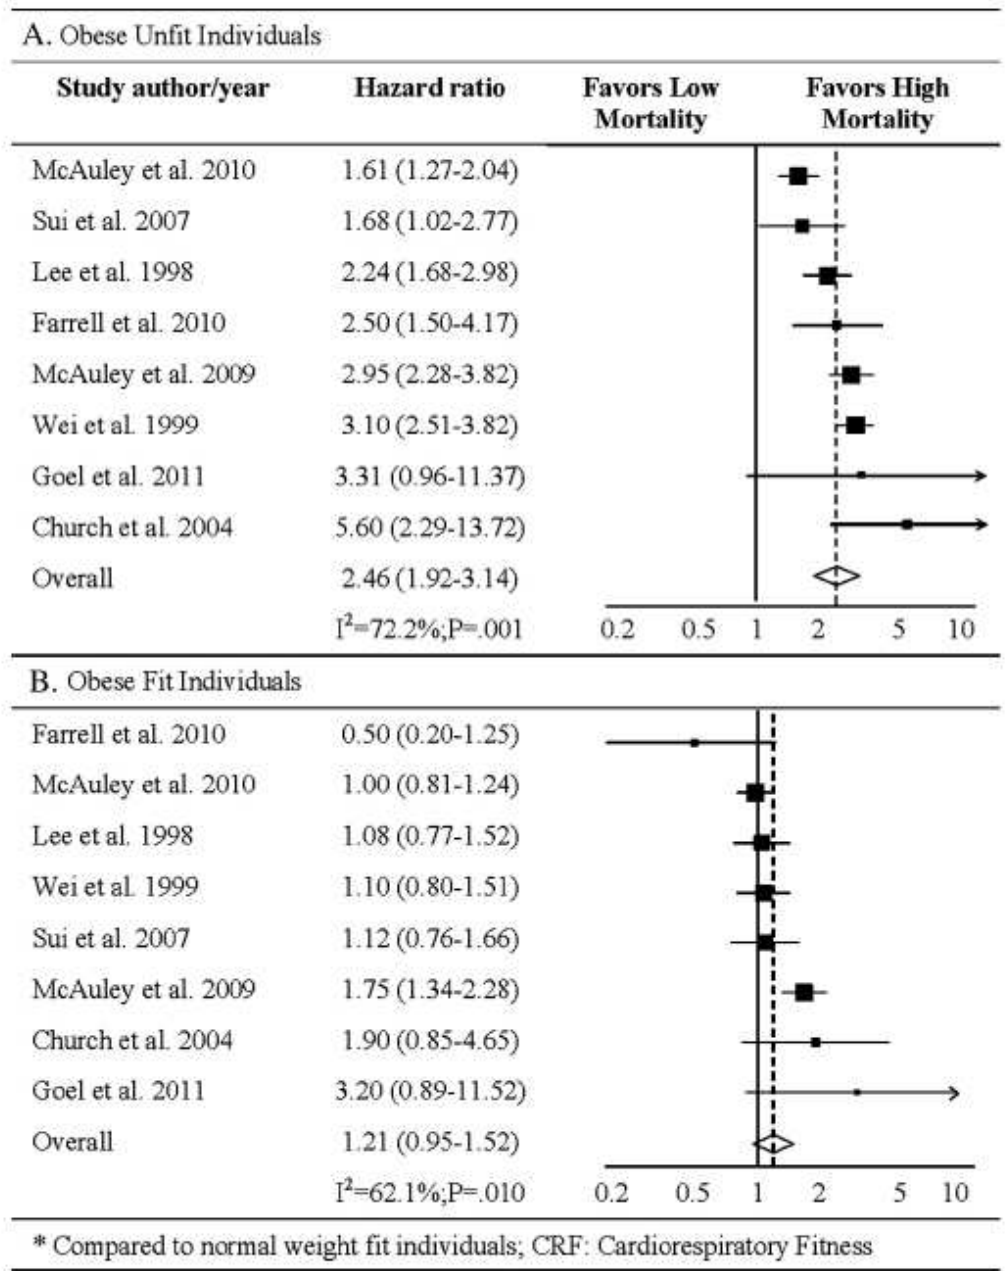 A. Obese Unfit Individuals
Study author/year Hazard ratio Favors Low Mortality Favors High Mortality
McAuley et al. 2010 1.61 (1.27-2.04)
Sui et al. 2007 1.68 (1.02-2.77)
Lee et al. 1998 2.24 (1.68-2.98)
Farrell et al. 2010 2.50 (1.50-4.17)
McAuley et al. 2009 2.95 (2.28-3.82)
Wei et al. 1999 3.10 (2.51-3.82)
Goel et al. 2011 3.31 (0.96-11.37)
Church et al. 2004 5.60 (2.29-13.72)
Overall 2.46 (1.92-3.14)
I²=72.2%;P=.001 0.2 0.5 1 2 5 10
B. Obese Fit Individuals
Farrell et al. 2010 0.50 (0.20-1.25)
McAuley et al. 2010 1.00 (0.81-1.24)
Lee et al. 1998 1.08 (0.77-1.52)
Wei et al. 1999 1.10 (0.80-1.51)
Sui et al. 2007 1.12 (0.76-1.66)
McAuley et al. 2009 1.75 (1.34-2.28)
Church et al. 2004 1.90 (0.85-4.65)
Goel et al. 2011 3.20 (0.89-11.52)
Overall 1.21 (0.95-1.52)
I²=62.1%;P=.010 0.2 0.5 1 2 5 10
* Compared to normal weight fit individuals; CRF: Cardiorespiratory Fitness